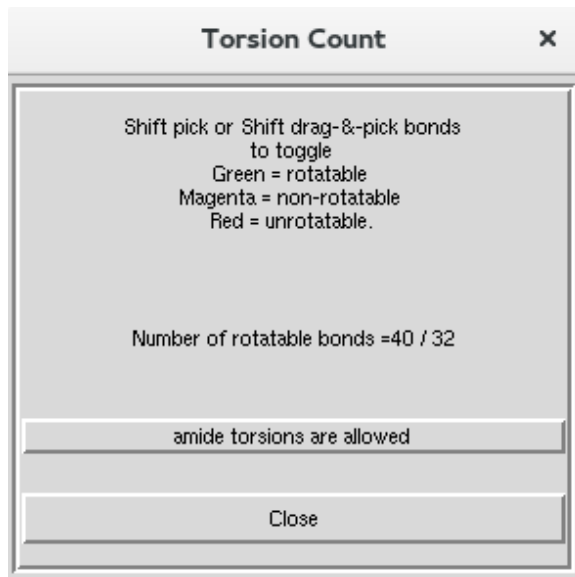 Torsion Count ×
Shift pick or Shift drag-&-pick bonds
to toggle
Green = rotatable
Magenta = non-rotatable
Red = unrotatable.
Number of rotatable bonds =40 / 32
amide torsions are allowed
Close